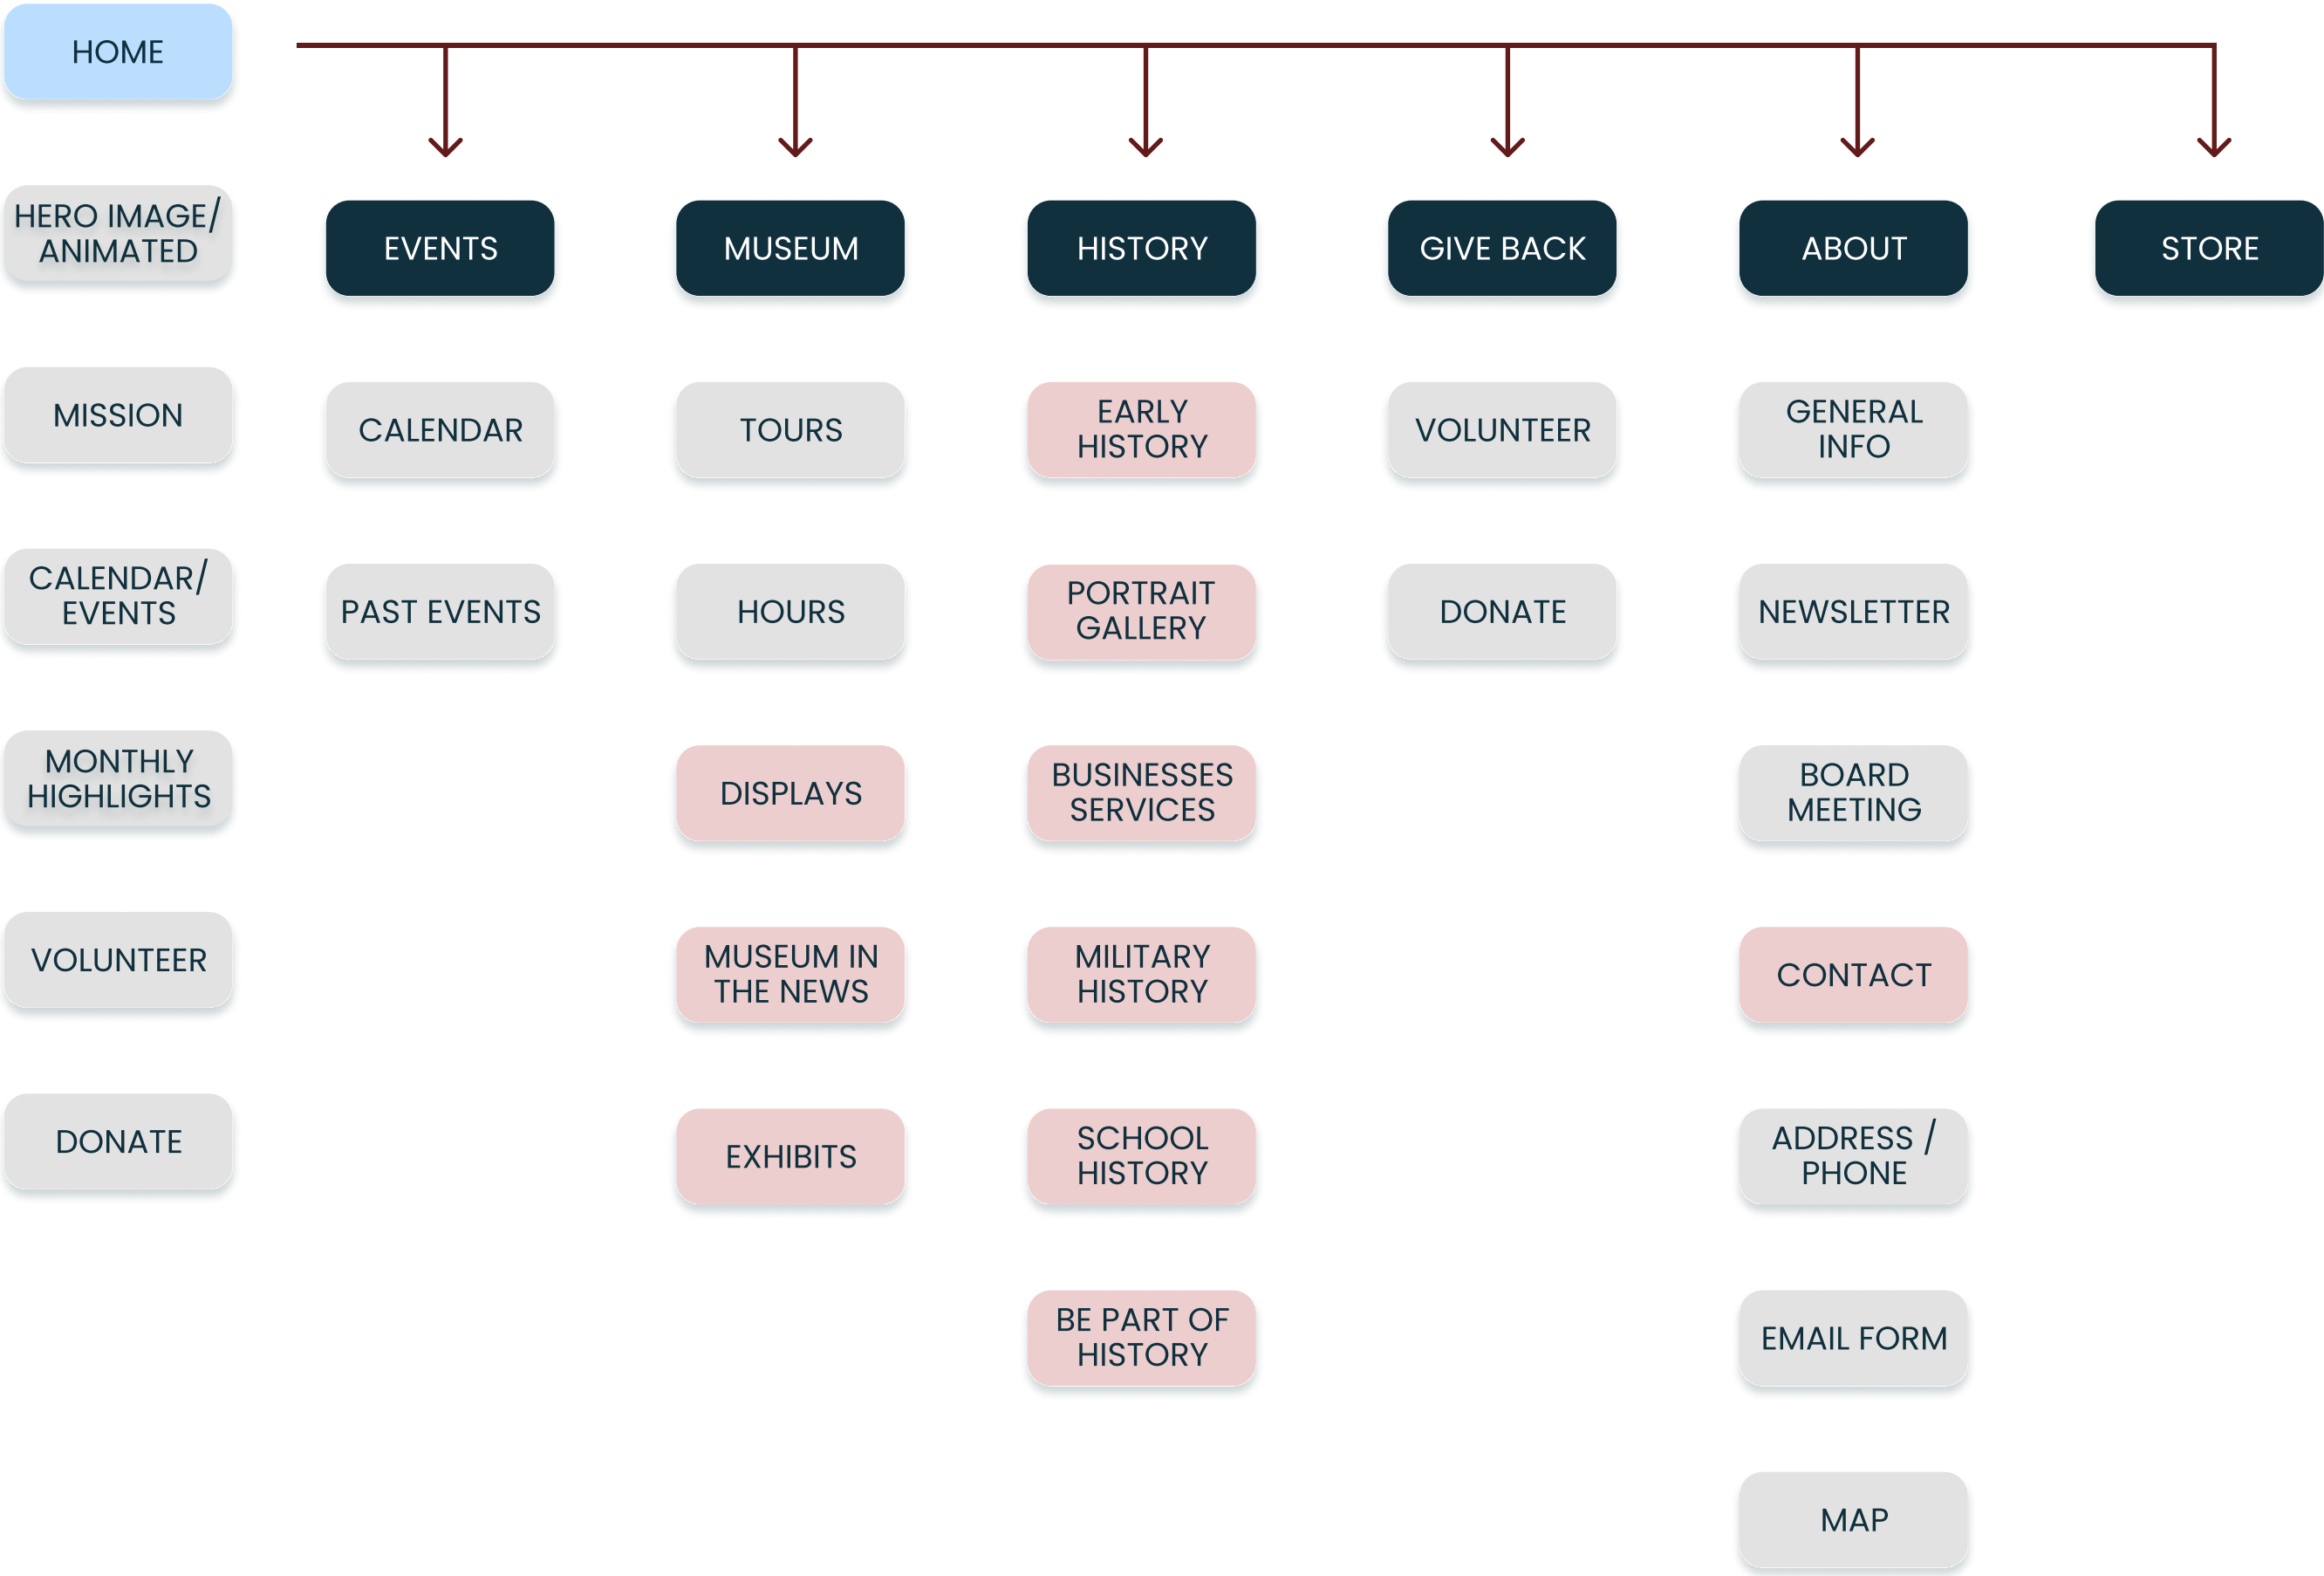 HOME
HERO IMAGE/
ANIMATED
MISSION
CALENDAR/
EVENTS
MONTHLY
HIGHLIGHTS
VOLUNTEER
DONATE
EVENTS
CALENDAR
PAST EVENTS
MUSEUM
TOURS
HOURS
DISPLAYS
MUSEUM IN
THE NEWS
EXHIBITS
HISTORY
EARLY
HISTORY
PORTRAIT
GALLERY
BUSINESSES
SERVICES
MILITARY
HISTORY
SCHOOL
HISTORY
BE PART OF
HISTORY
GIVE BACK
VOLUNTEER
DONATE
ABOUT
GENERAL
INFO
NEWSLETTER
BOARD
MEETING
CONTACT
ADDRESS /
PHONE
EMAIL FORM
MAP
STORE